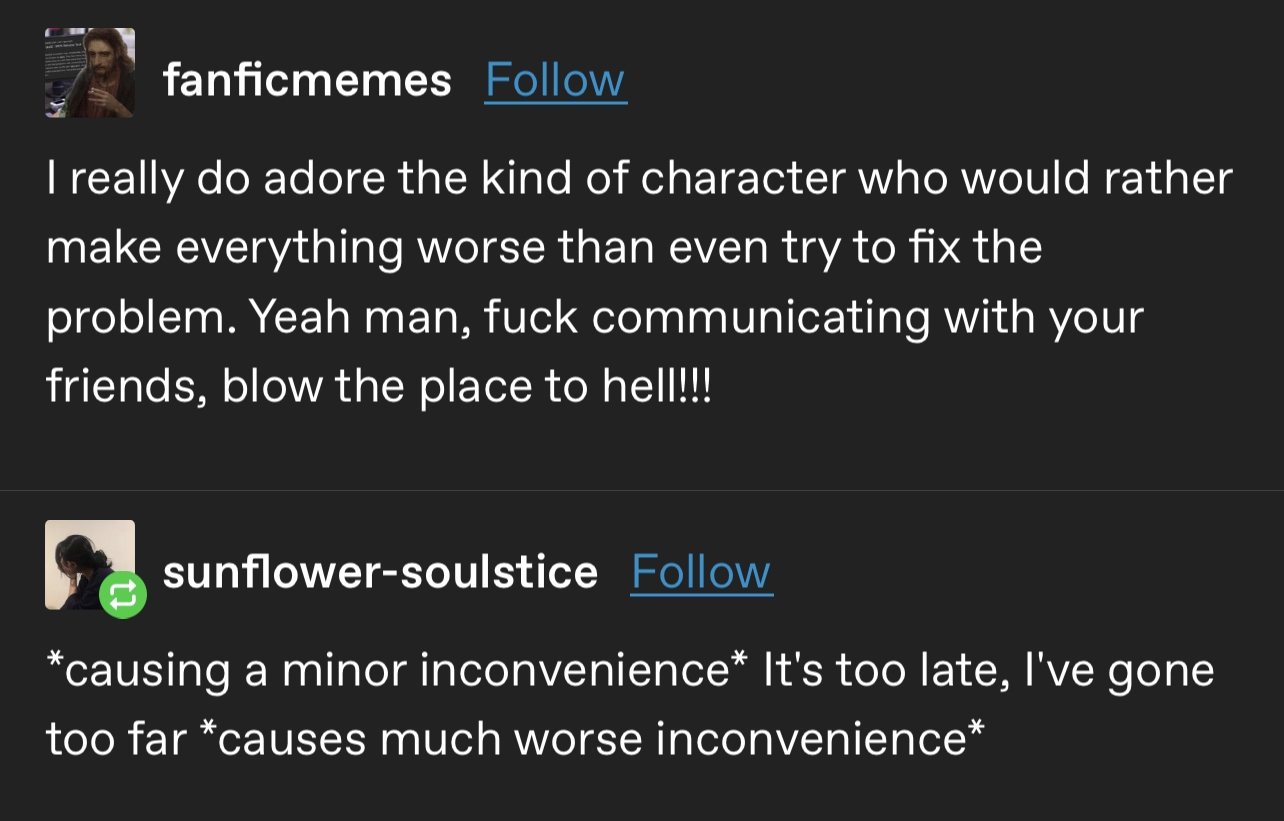 fanficmemes Follow
I really do adore the kind of character who would rather
make everything worse than even try to fix the
problem. Yeah man, fuck communicating with your
friends, blow the place to hell!!!
sunflower-soulstice Follow
*causing a minor inconvenience* It's too late, I've gone
too far *causes much worse inconvenience*